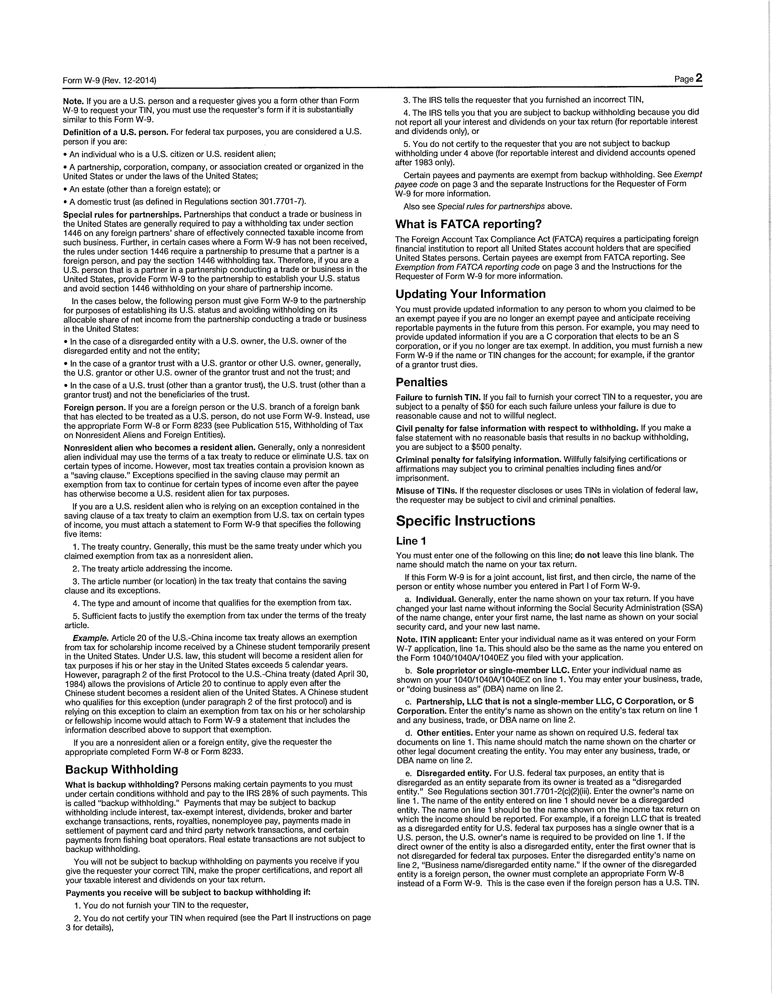 Form W-9 (Rev. 12-2014)
Page 2
Note. If you are a U.S. person and a requester gives you a form other than Form
W-9 to request your TIN, you must use the requester's form if it is substantially
similar to this Form W-9.
Definition of a U.S. person. For federal tax purposes, you are considered a U.S.
person if you are:
• An individual who is a U.S. citizen or U.S. resident alien;
• A partnership, corporation, company, or association created or organized in the
United States or under the laws of the United States;
• An estate (other than a foreign estate); or
• A domestic trust (as defined in Regulations section 301.7701-7).
Special rules for partnerships. Partnerships that conduct a trade or business in
the United States are generally required to pay a withholding tax under section
1446 on any foreign partners' share of effectively connected taxable income from
such business. Further, in certain cases where a Form W-9 has not been received,
the rules under section 1446 require a partnership to presume that a partner is a
foreign person, and pay the section 1446 withholding tax. Therefore, if you are a
U.S. person that is a partner in a partnership conducting a trade or business in the
United States, provide Form W-9 to the partnership to establish your U.S. status
and avoid section 1446 withholding on your share of partnership income.
In the cases below, the following person must give Form W-9 to the partnership
for purposes of establishing its U.S. status and avoiding withholding on its
allocable share of net income from the partnership conducting a trade or business
in the United States:
• In the case of a disregarded entity with a U.S. owner, the U.S. owner of the
disregarded entity and not the entity;
• In the case of a grantor trust with a U.S. grantor or other U.S. owner, generally,
the U.S. grantor or other U.S. owner of the grantor trust and not the trust; and
• In the case of a U.S. trust (other than a grantor trust), the U.S. trust (other than a
grantor trust) and not the beneficiaries of the trust.
Foreign person. If you are a foreign person or the U.S. branch of a foreign bank
that has elected to be treated as a U.S. person, do not use Form W-9. Instead, use
the appropriate Form W-8 or Form 8233 (see Publication 515, Withholding of Tax
on Nonresident Aliens and Foreign Entities).
Nonresident alien who becomes a resident alien. Generally, only a nonresident
alien individual may use the terms of a tax treaty to reduce or eliminate U.S. tax on
certain types of income. However, most tax treaties contain a provision known as
a "saving clause." Exceptions specified in the saving clause may permit an
exemption from tax to continue for certain types of income even after the payee
has otherwise become a U.S. resident alien for tax purposes.
If you are a U.S. resident alien who is relying on an exception contained in the
saving clause of a tax treaty to claim an exemption from U.S. tax on certain types
of income, you must attach a statement to Form W-9 that specifies the following
five items:
1. The treaty country. Generally, this must be the same treaty under which you
claimed exemption from tax as a nonresident alien.
2. The treaty article addressing the income.
3. The article number (or location) in the tax treaty that contains the saving
clause and its exceptions.
4. The type and amount of income that qualifies for the exemption from tax.
5. Sufficient facts to justify the exemption from tax under the terms of the treaty
article.
Example. Article 20 of the U.S.-China income tax treaty allows an exemption
from tax for scholarship income received by a Chinese student temporarily present
in the United States. Under U.S. law, this student will become a resident alien for
tax purposes if his or her stay in the United States exceeds 5 calendar years.
However, paragraph 2 of the first Protocol to the U.S.-China treaty (dated April 30,
1984) allows the provisions of Article 20 to continue to apply even after the
Chinese student becomes a resident alien of the United States. A Chinese student
who qualifies for this exception (under paragraph 2 of the first protocol) and is
relying on this exception to claim an exemption from tax on his or her scholarship
or fellowship income would attach to Form W-9 a statement that includes the
information described above to support that exemption.
If you are a nonresident alien or a foreign entity, give the requester the
appropriate completed Form W-8 or Form 8233.
Backup Withholding
What is backup withholding? Persons making certain payments to you must
under certain conditions withhold and pay to the IRS 28% of such payments. This
is called "backup withholding." Payments that may be subject to backup
withholding include interest, tax-exempt interest, dividends, broker and barter
exchange transactions, rents, royalties, nonemployee pay, payments made in
settlement of payment card and third party network transactions, and certain
payments from fishing boat operators. Real estate transactions are not subject to
backup withholding.
You will not be subject to backup withholding on payments you receive if you
give the requester your correct TIN, make the proper certifications, and report all
your taxable interest and dividends on your tax return.
Payments you receive will be subject to backup withholding if:
1. You do not furnish your TIN to the requester,
2. You do not certify your TIN when required (see the Part II instructions on page
3 for details),
3. The IRS tells the requester that you furnished an incorrect TIN,
4. The IRS tells you that you are subject to backup withholding because you did
not report all your interest and dividends on your tax return (for reportable interest
and dividends only), or
5. You do not certify to the requester that you are not subject to backup
withholding under 4 above (for reportable interest and dividend accounts opened
after 1983 only).
Certain payees and payments are exempt from backup withholding. See Exempt
payee code on page 3 and the separate Instructions for the Requester of Form
W-9 for more information.
Also see Special rules for partnerships above.
What is FATCA reporting?
The Foreign Account Tax Compliance Act (FATCA) requires a participating foreign
financial institution to report all United States account holders that are specified
United States persons. Certain payees are exempt from FATCA reporting. See
Exemption from FATCA reporting code on page 3 and the Instructions for the
Requester of Form W-9 for more information.
Updating Your Information
You must provide updated information to any person to whom you claimed to be
an exempt payee if you are no longer an exempt payee and anticipate receiving
reportable payments in the future from this person. For example, you may need to
provide updated information if you are a C corporation that elects to be an S
corporation, or if you no longer are tax exempt. In addition, you must furnish a new
Form W-9 if the name or TIN changes for the account; for example, if the grantor
of a grantor trust dies.
Penalties
Failure to furnish TIN. If you fail to furnish your correct TIN to a requester, you are
subject to a penalty of $50 for each such failure unless your failure is due to
reasonable cause and not to willful neglect.
Civil penalty for false information with respect to withholding. If you make a
false statement with no reasonable basis that results in no backup withholding,
you are subject to a $500 penalty.
Criminal penalty for falsifying information. Willfully falsifying certifications or
affirmations may subject you to criminal penalties including fines and/or
imprisonment.
Misuse of TINs. If the requester discloses or uses TINs in violation of federal law,
the requester may be subject to civil and criminal penalties.
Specific Instructions
Line 1
You must enter one of the following on this line; do not leave this line blank. The
name should match the name on your tax return.
If this Form W-9 is for a joint account, list first, and then circle, the name of the
person or entity whose number you entered in Part I of Form W-9.
a. Individual. Generally, enter the name shown on your tax return. If you have
changed your last name without informing the Social Security Administration (SSA)
of the name change, enter your first name, the last name as shown on your social
security card, and your new last name.
Note. ITIN applicant: Enter your individual name as it was entered on your Form
W-7 application, line 1a. This should also be the same as the name you entered on
the Form 1040/1040A/1040EZ you filed with your application.
b. Sole proprietor or single-member LLC. Enter your individual name as
shown on your 1040/1040A/1040EZ on line 1. You may enter your business, trade,
or "doing business as" (DBA) name on line 2.
c. Partnership, LLC that is not a single-member LLC, C Corporation, or S
Corporation. Enter the entity's name as shown on the entity's tax return on line 1
and any business, trade, or DBA name on line 2.
d. Other entities. Enter your name as shown on required U.S. federal tax
documents on line 1. This name should match the name shown on the charter or
other legal document creating the entity. You may enter any business, trade, or
DBA name on line 2.
e. Disregarded entity. For U.S. federal tax purposes, an entity that is
disregarded as an entity separate from its owner is treated as a "disregarded
entity." See Regulations section 301.7701-2(c)(2)(iii). Enter the owner's name on
line 1. The name of the entity entered on line 1 should never be a disregarded
entity. The name on line 1 should be the name shown on the income tax return on
which the income should be reported. For example, if a foreign LLC that is treated
as a disregarded entity for U.S. federal tax purposes has a single owner that is a
U.S. person, the U.S. owner's name is required to be provided on line 1. If the
direct owner of the entity is also a disregarded entity, enter the first owner that is
not disregarded for federal tax purposes. Enter the disregarded entity's name on
line 2, "Business name/disregarded entity name." If the owner of the disregarded
entity is a foreign person, the owner must complete an appropriate Form W-8
instead of a Form W-9. This is the case even if the foreign person has a U.S. TIN.